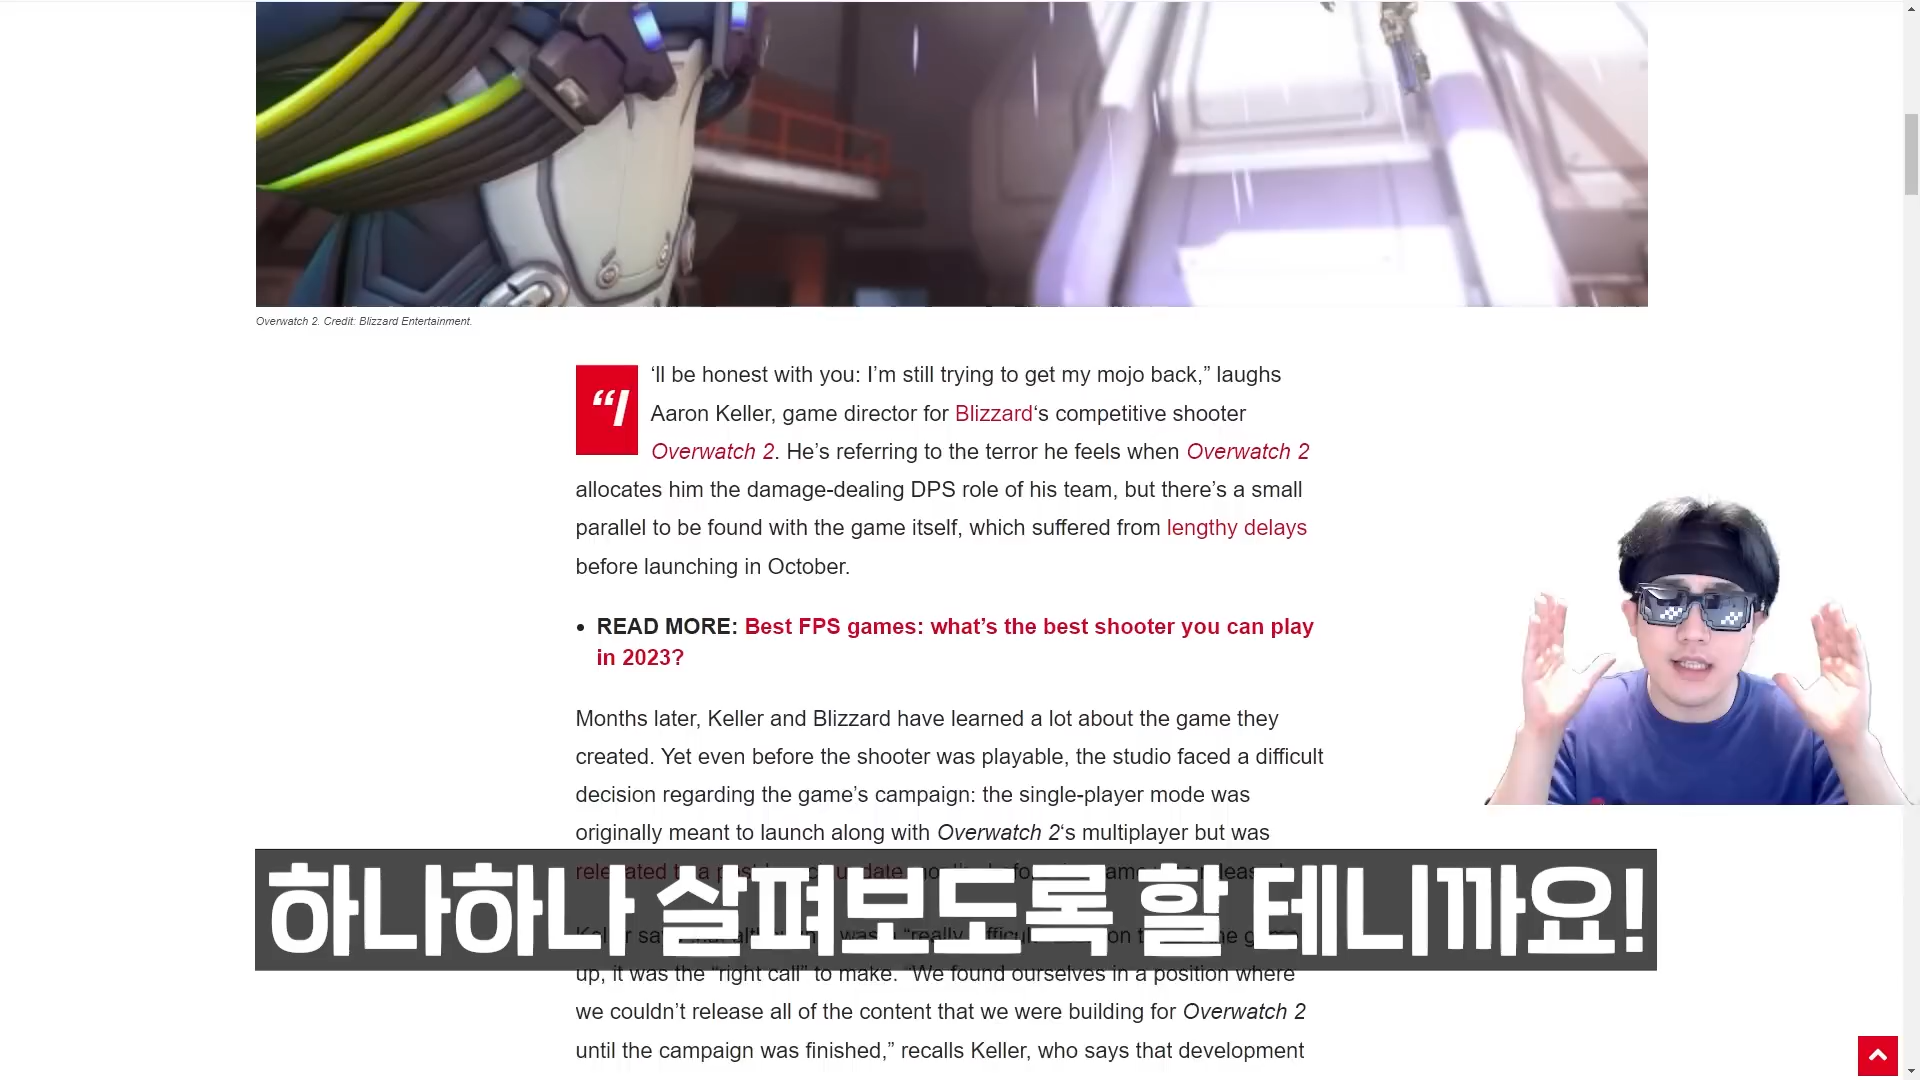 Overwatch 2. Credit: Blizzard Entertainment.
“I‘ll be honest with you: I’m still trying to get my mojo back,” laughs
Aaron Keller, game director for Blizzard‘s competitive shooter
Overwatch 2. He’s referring to the terror he feels when Overwatch 2
allocates him the damage-dealing DPS role of his team, but there’s a small
parallel to be found with the game itself, which suffered from lengthy delays
before launching in October.
• READ MORE: Best FPS games: what’s the best shooter you can play
in 2023?
Months later, Keller and Blizzard have learned a lot about the game they
created. Yet even before the shooter was playable, the studio faced a difficult
decision regarding the game’s campaign: the single-player mode was
originally meant to launch along with Overwatch 2‘s multiplayer but was
하나하나 살펴보도록 할 테니까요!
up, it was the “right call” to make. “We found ourselves in a position where
we couldn’t release all of the content that we were building for Overwatch 2
until the campaign was finished,” recalls Keller, who says that development